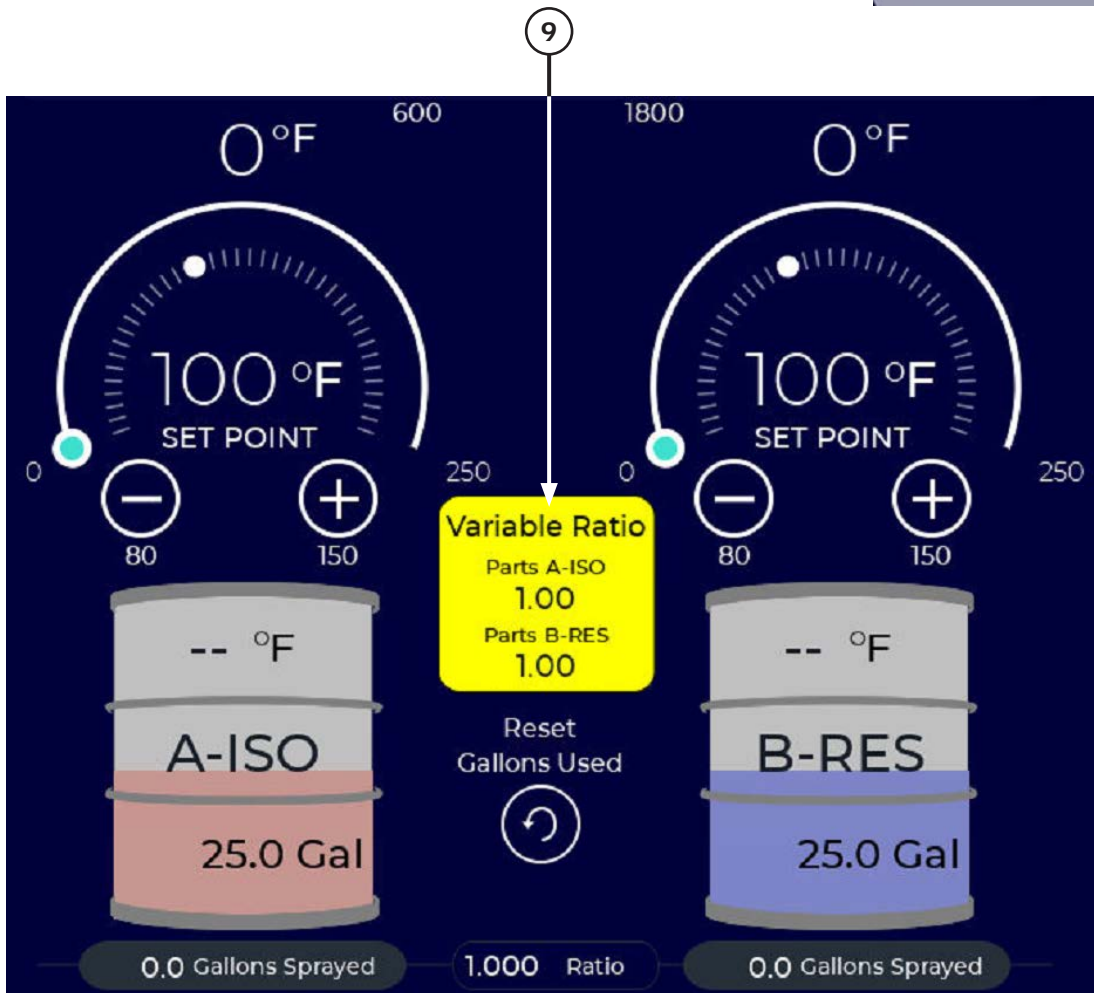 9
600 1800
0 °F 0 °F
100 °F 100 °F
SET POINT SET POINT
0 250 0 250
80 150 80 150
Variable Ratio
Parts A-ISO
1.00
Parts B-RES
1.00
-- °F -- °F
Reset
Gallons Used
A-ISO B-RES
25.0 Gal 25.0 Gal
0.0 Gallons Sprayed 1.000 Ratio 0.0 Gallons Sprayed